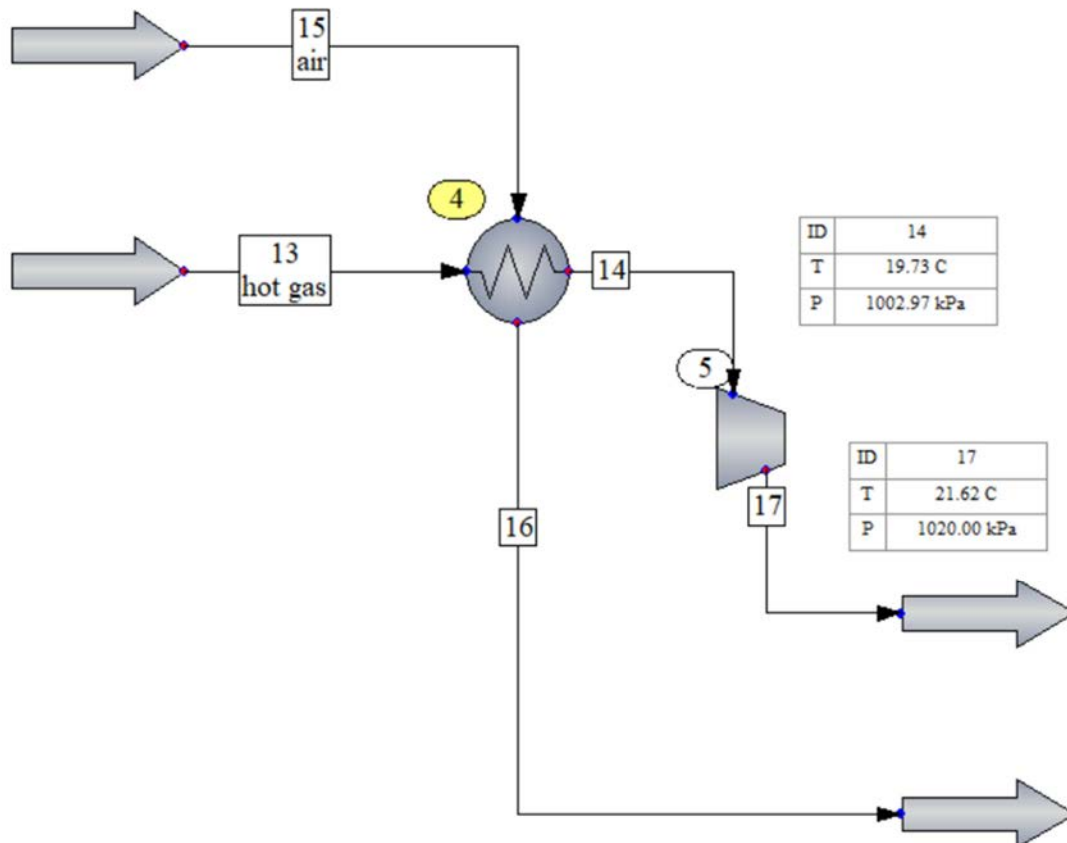 15
air
4
13
hot gas
14
ID 14
T 19.73 C
P 1002.97 kPa
5
ID 17
T 21.62 C
P 1020.00 kPa
17
16